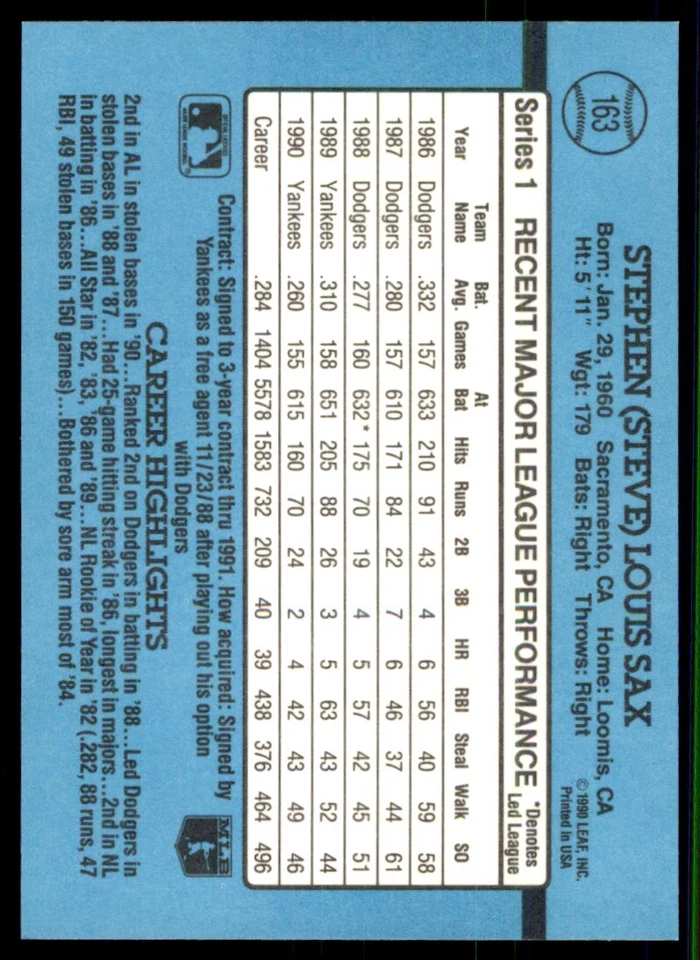 163
STEPHEN (STEVE) LOUIS SAX
Born: Jan. 29, 1960 Sacramento, CA Home: Loomis, CA
Ht: 5' 11" Wgt: 179 Bats: Right Throws: Right
© 1990 LEAF, INC.
Printed in USA
Series 1 RECENT MAJOR LEAGUE PERFORMANCE *Denotes Led League
Year Team Name Bat. Avg. Games At Bat Hits Runs 2B 3B HR RBI Steal Walk SO
1986 Dodgers .332 157 633 210 91 43 4 6 56 40 59 58
1987 Dodgers .280 157 610 171 84 22 7 6 46 37 44 61
1988 Dodgers .277 160 632* 175 70 19 4 5 57 42 45 51
1989 Yankees .310 158 651 205 88 26 3 5 63 43 52 44
1990 Yankees .260 155 615 160 70 24 2 4 42 43 49 46
Career .284 1404 5578 1583 732 209 40 39 438 376 464 496
Contract: Signed to 3-year contract thru 1991. How acquired: Signed by
Yankees as a free agent 11/23/88 after playing out his option
with Dodgers
MLB
CAREER HIGHLIGHTS
2nd in AL in stolen bases in '90...Ranked 2nd on Dodgers in batting in '88...Led Dodgers in
stolen bases in '88 and '87...Had 25-game hitting streak in '86, longest in majors...2nd in NL
in batting in '86...All Star in '82, '83, '86 and '89...NL Rookie of Year in '82 (.282, 88 runs, 47
RBI, 49 stolen bases in 150 games)...Bothered by sore arm most of '84.